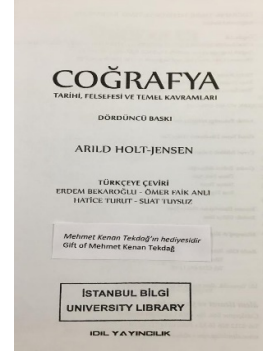 COĞRAFYA
TARİHİ, FELSEFESİ VE TEMEL KAVRAMLARI
DÖRDÜNCÜ BASKI
ARILD HOLT-JENSEN
TÜRKÇEYE ÇEVİRİ
ERDEM BEKAROĞLU - ÖMER FAİK ANLI
HATİCE TURUT - SUAT TUYSUZ
Mehmet Kenan Tekdağ'ın hediyesidir
Gift of Mehmet Kenan Tekdağ
İSTANBUL BİLGİ
UNIVERSITY LIBRARY
IDIL YAYINCILIK